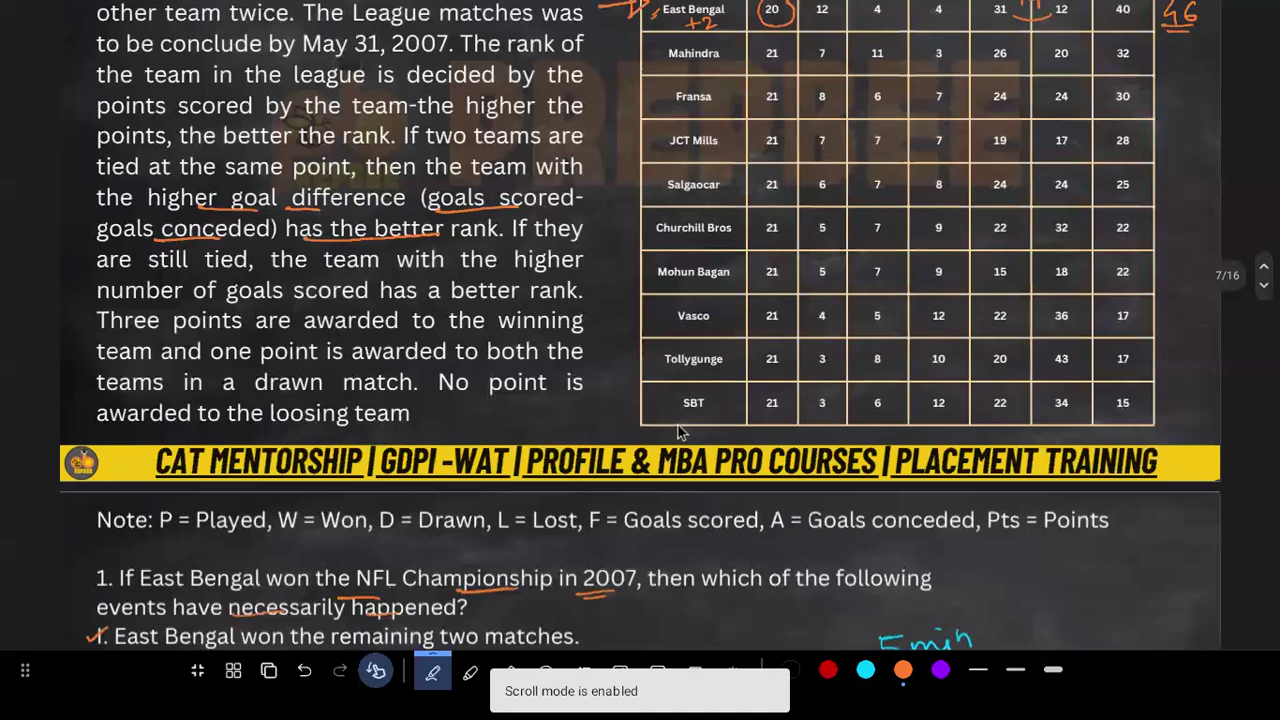 other team twice. The League matches was
to be conclude by May 31, 2007. The rank of
the team in the league is decided by the
points scored by the team-the higher the
points, the better the rank. If two teams are
tied at the same point, then the team with
the higher goal difference (goals scored-
goals conceded) has the better rank. If they
are still tied, the team with the higher
number of goals scored has a better rank.
Three points are awarded to the winning
team and one point is awarded to both the
teams in a drawn match. No point is
awarded to the loosing team
East Bengal 20 12 4 4 31 12 40 46
+2
Mahindra 21 7 11 3 26 20 32
Fransa 21 8 6 7 24 24 30
JCT Mills 21 7 7 7 19 17 28
Salgaocar 21 6 7 8 24 24 25
Churchill Bros 21 5 7 9 22 32 22
Mohun Bagan 21 5 7 9 15 18 22
Vasco 21 4 5 12 22 36 17
Tollygunge 21 3 8 10 20 43 17
SBT 21 3 6 12 22 34 15
7/16
CAT MENTORSHIP | GDPI -WAT | PROFILE & MBA PRO COURSES | PLACEMENT TRAINING
Note: P = Played, W = Won, D = Drawn, L = Lost, F = Goals scored, A = Goals conceded, Pts = Points
1. If East Bengal won the NFL Championship in 2007, then which of the following
events have necessarily happened?
I. East Bengal won the remaining two matches.
5 min
Scroll mode is enabled